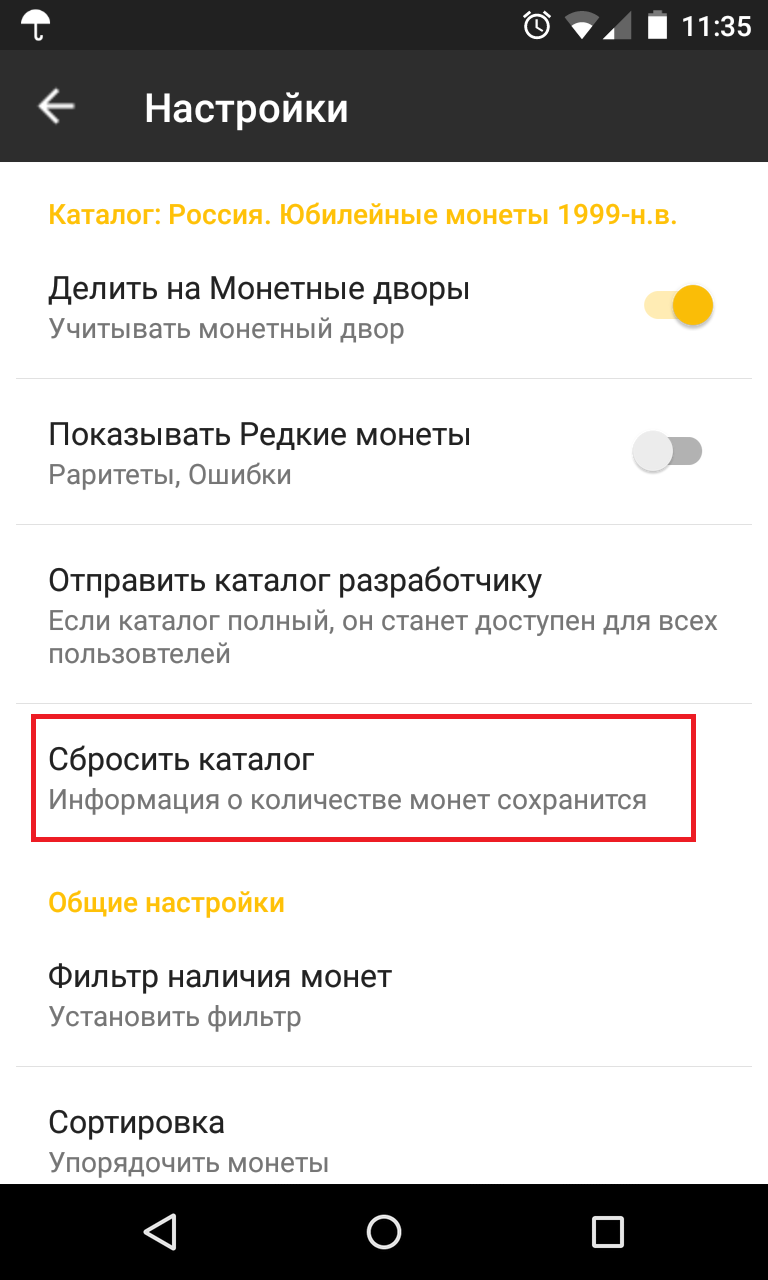 11:35
Настройки
Каталог: Россия. Юбилейные монеты 1999-н.в.
Делить на Монетные дворы
Учитывать монетный двор
Показывать Редкие монеты
Раритеты, Ошибки
Отправить каталог разработчику
Если каталог полный, он станет доступен для всех
пользовтелей
Сбросить каталог
Информация о количестве монет сохранится
Общие настройки
Фильтр наличия монет
Установить фильтр
Сортировка
Упорядочить монеты